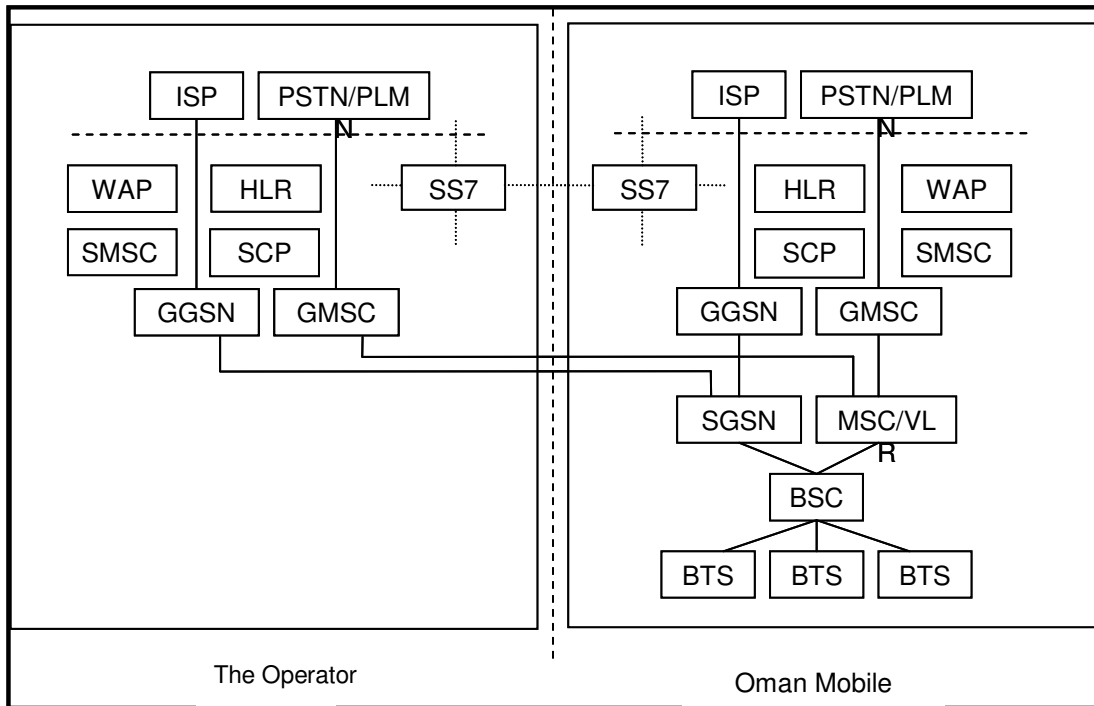 ISP PSTN/PLM
N
WAP HLR SS7
SMSC SCP
GGSN GMSC
The Operator
ISP PSTN/PLM
N
SS7 HLR WAP
SCP SMSC
GGSN GMSC
SGSN MSC/VL
R
BSC
BTS BTS BTS
Oman Mobile